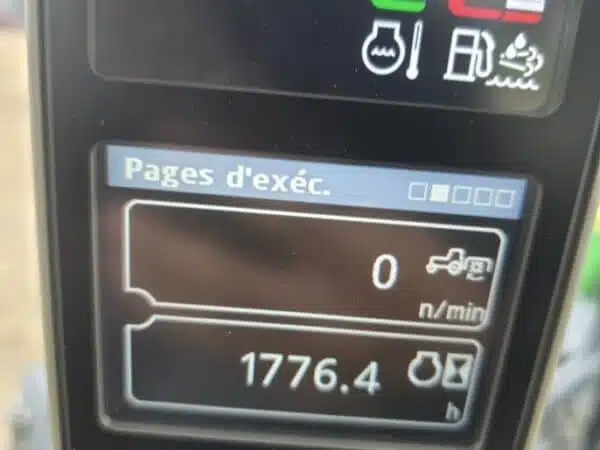 Pages d'exéc.
0
n/min
1776.4
h